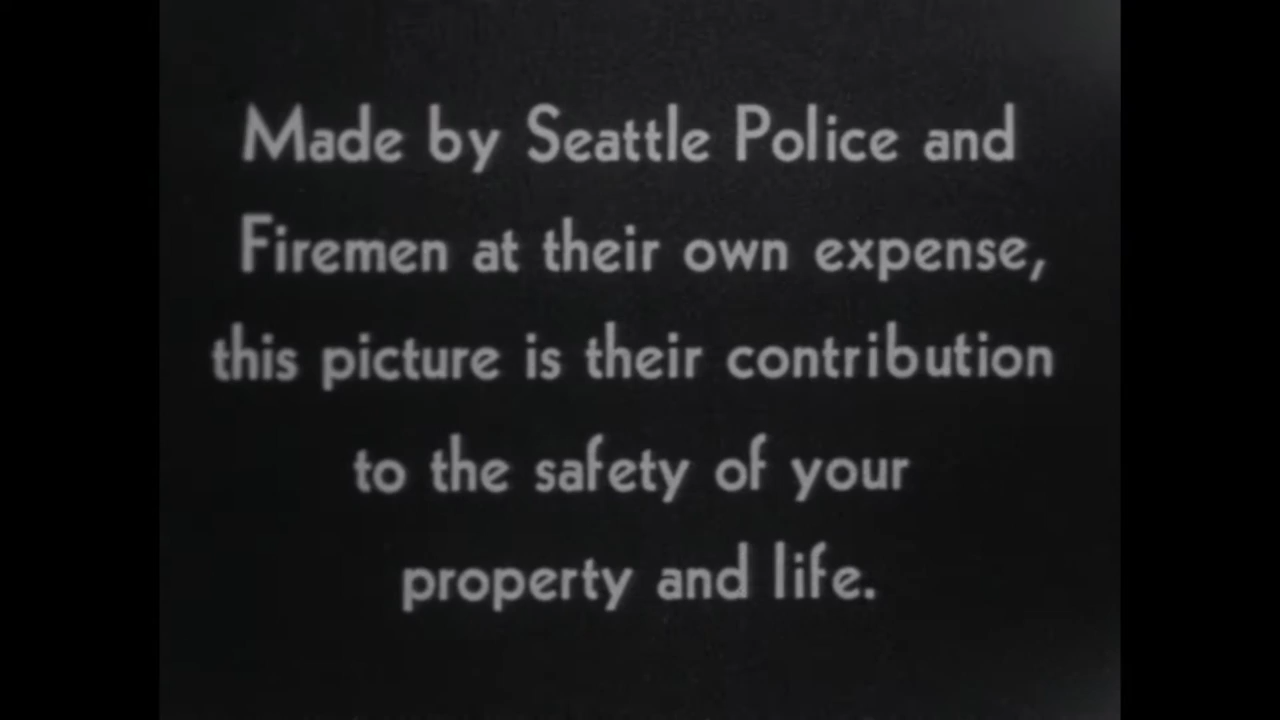 Made by Seattle Police and
Firemen at their own expense,
this picture is their contribution
to the safety of your
property and life.